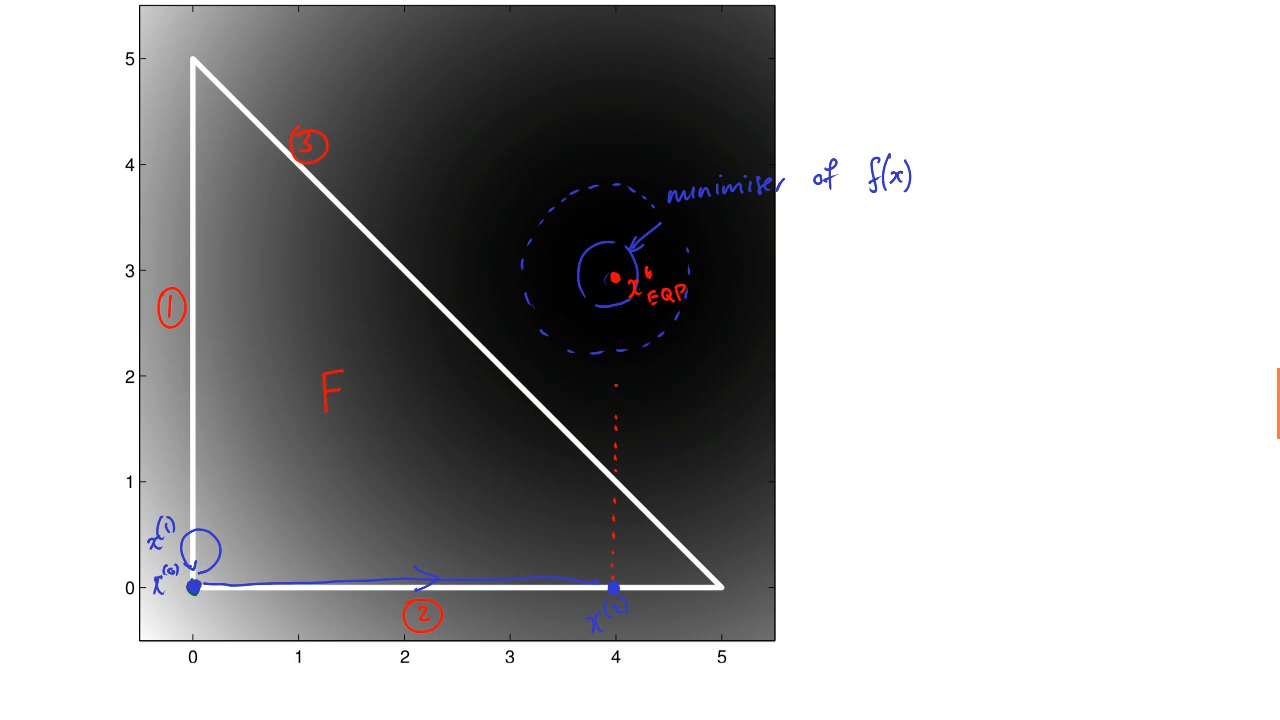 5
3
4
minimiser of f(x)
3
x*
EQP
1
F
2
1
x^(1)
x^(0)
0
2
x^(2)
0 1 2 3 4 5